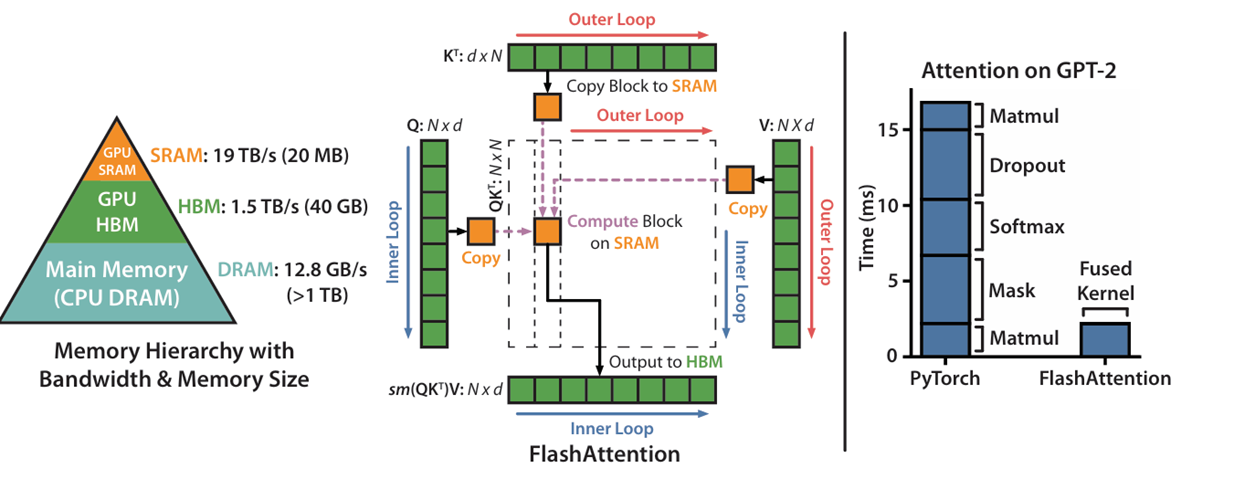 GPU
SRAM
GPU
HBM
Main Memory
(CPU DRAM)
SRAM: 19 TB/s (20 MB)
HBM: 1.5 TB/s (40 GB)
DRAM: 12.8 GB/s
(>1 TB)
Memory Hierarchy with
Bandwidth & Memory Size
Outer Loop
Kᵀ: d x N
Copy Block to SRAM
Outer Loop
Q: N x d
V: N X d
QKᵀ: N x N
Copy
Inner Loop
Compute Block
on SRAM
Copy
Inner Loop
Outer Loop
Output to HBM
sm(QKᵀ)V: N x d
Inner Loop
FlashAttention
Attention on GPT-2
Time (ms)
15
10
5
0
Matmul
Dropout
Softmax
Mask
Matmul
Fused
Kernel
PyTorch
FlashAttention